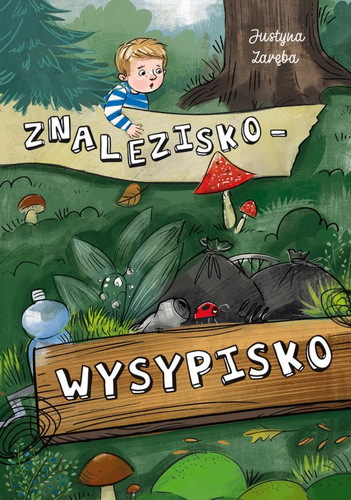 Justyna
Zaręba
ZNALEZISKO-
WYSYPISKO